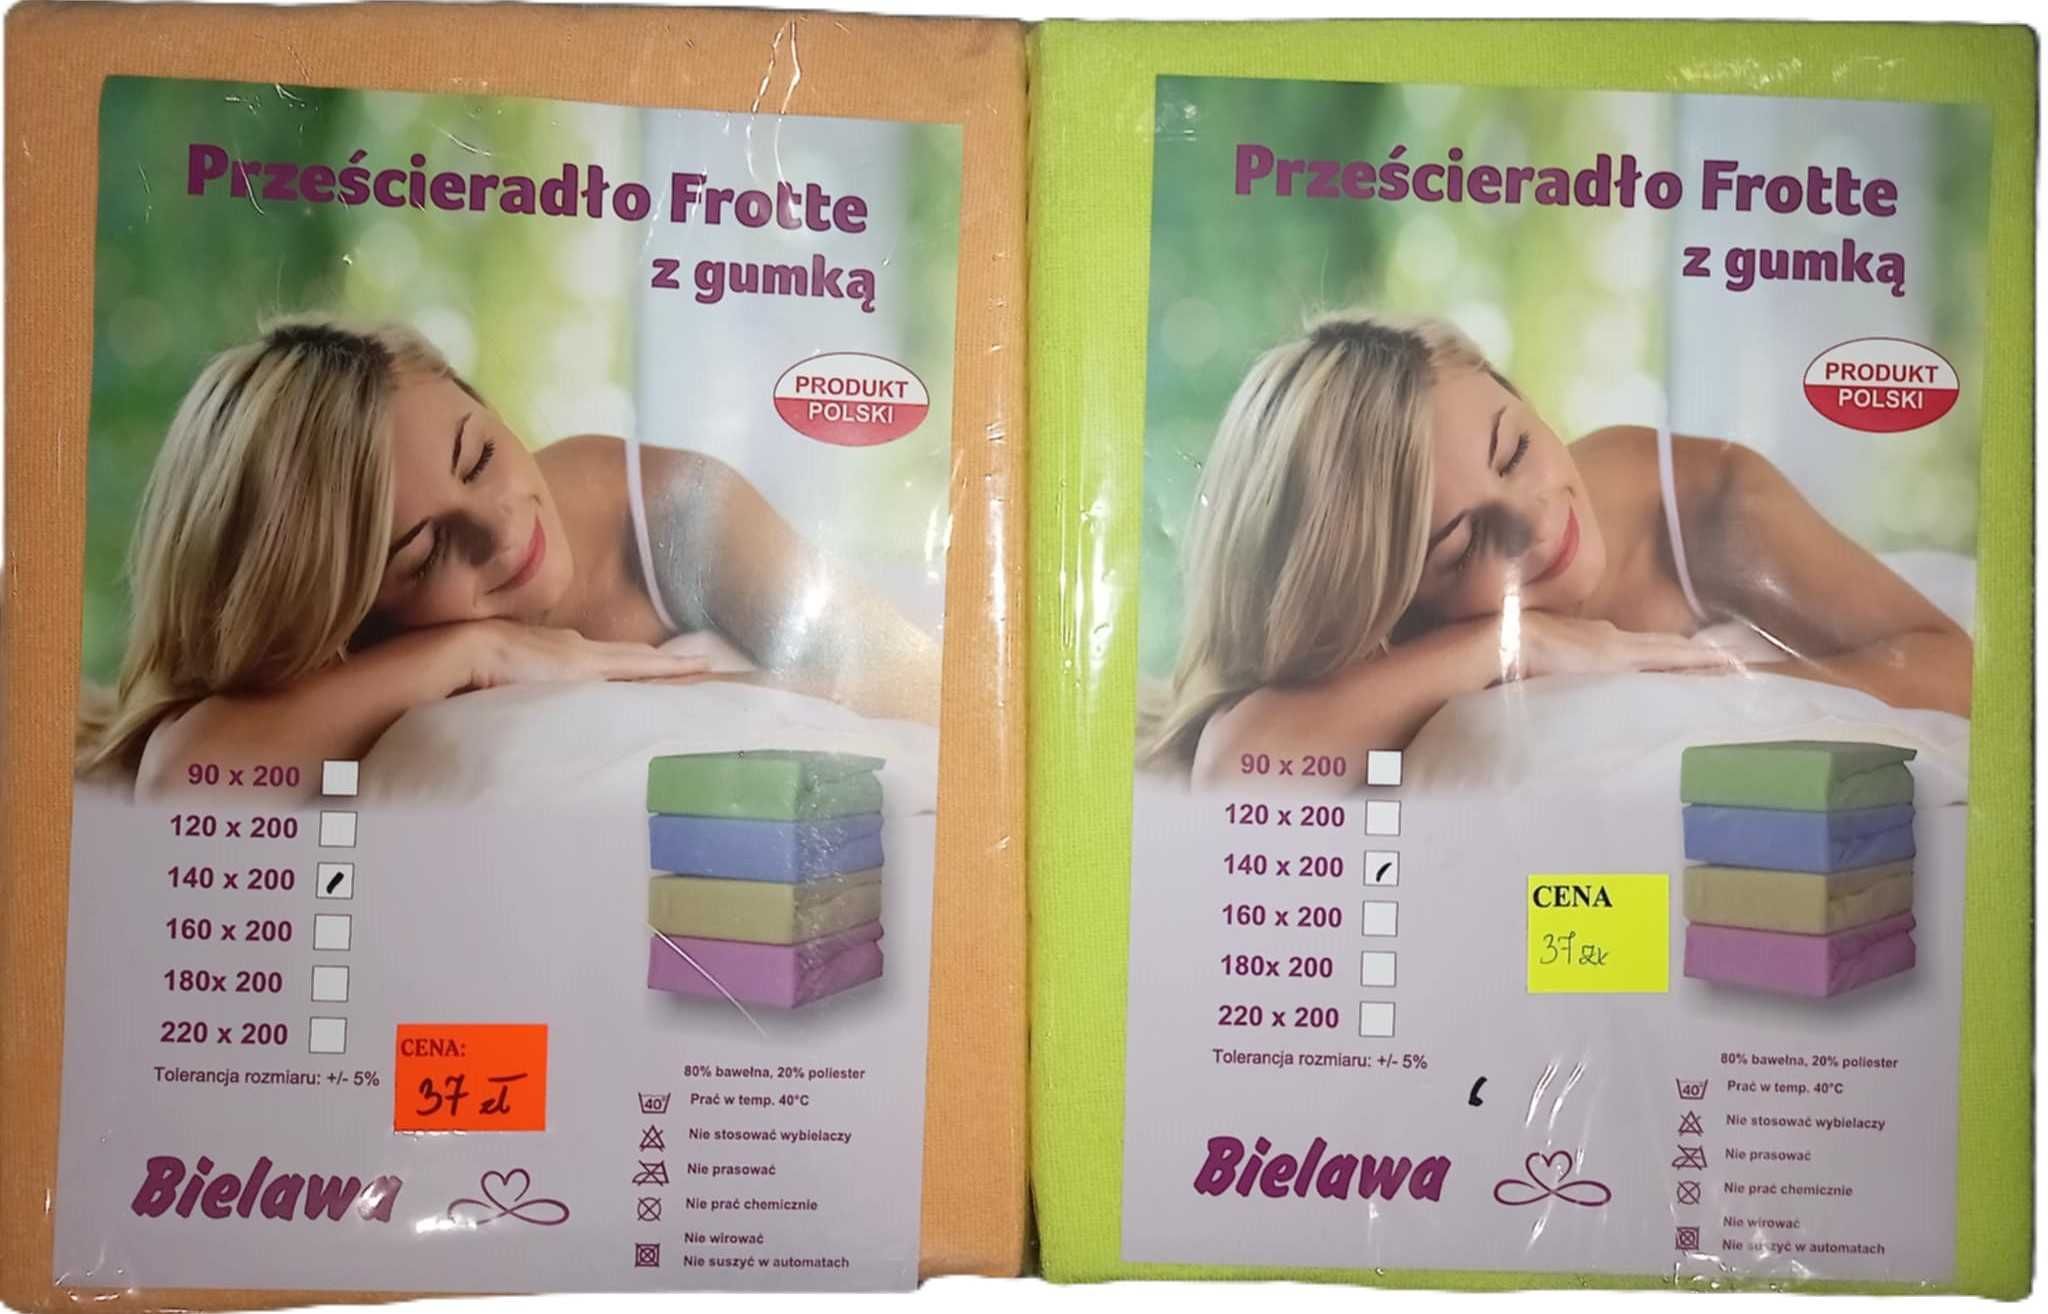 Prześcieradło Frotte
z gumką
PRODUKT
POLSKI
90 x 200
120 x 200
140 x 200
160 x 200
180x 200
220 x 200
Tolerancja rozmiaru: +/- 5%
CENA:
37 zł
80% bawełna, 20% poliester
40°
Prać w temp. 40°C
Nie stosować wybielaczy
Nie prasować
Nie prać chemicznie
Nie wirować
Nie suszyć w automatach
Bielawa
Prześcieradło Frotte
z gumką
PRODUKT
POLSKI
90 x 200
120 x 200
140 x 200
160 x 200
180x 200
220 x 200
Tolerancja rozmiaru: +/- 5%
CENA
37 zł
80% bawełna, 20% poliester
40°
Prać w temp. 40°C
Nie stosować wybielaczy
Nie prasować
Nie prać chemicznie
Nie wirować
Nie suszyć w automatach
Bielawa